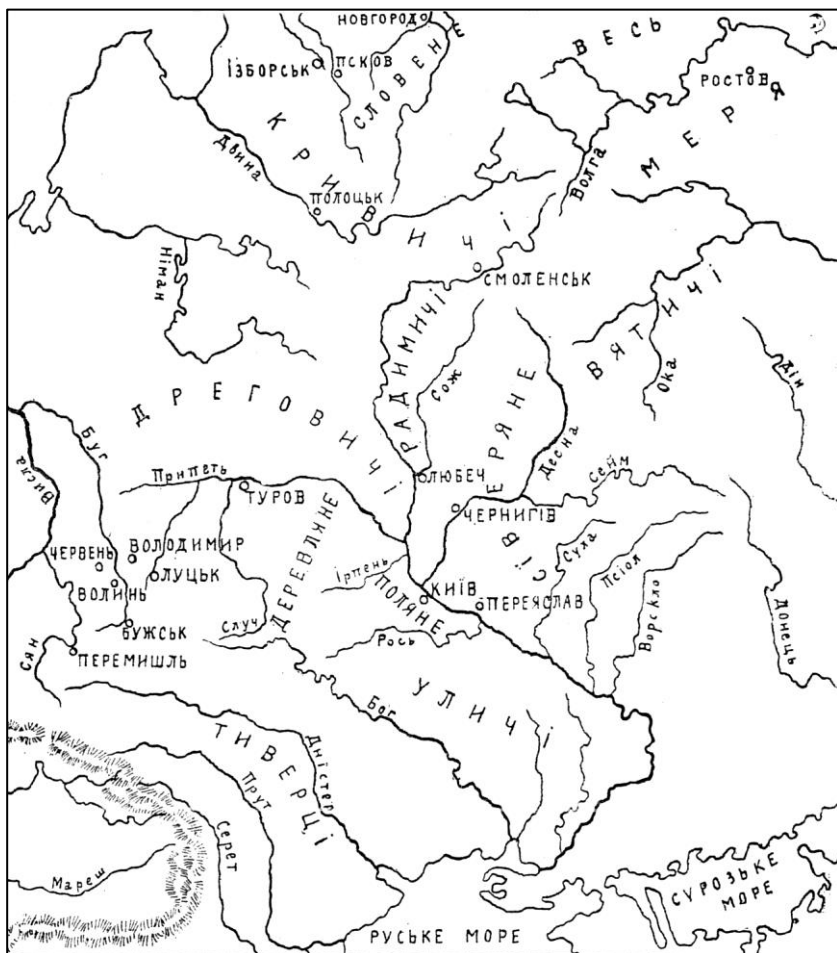 НОВГОРОД
ВЕСЬ
ІЗБОРСЬК
ПСКОВ
СЛОВЕНЕ
РОСТОВ
МЕРЯ
КРИВИЧІ
Двина
Волга
ПОЛОЦЬК
СМОЛЕНСЬК
Німан
РАДИМИЧІ
Сож
ВЯТИЧІ
Ока
Дін
ДРЕГОВИЧІ
СІВЕРЯНЕ
Десна
Сейм
Висла
Буг
Припеть
ТУРОВ
ЛЮБЕЧ
ЧЕРНИГІВ
ЧЕРВЕНЬ
ВОЛОДИМИР
ЛУЦЬК
ВОЛИНЬ
БУЖСЬК
ДЕРЕВЛЯНЕ
Ірпень
ПОЛЯНЕ
КИЇВ
ПЕРЕЯСЛАВ
Суха
Псіол
Ворскло
Донець
Случ
Рось
Сян
ПЕРЕМИШЛЬ
УЛИЧІ
Бог
ТИВЕРЦІ
Дністер
Прут
Серет
Мареш
РУСЬКЕ МОРЕ
СУРОЗЬКЕ
МОРЕ